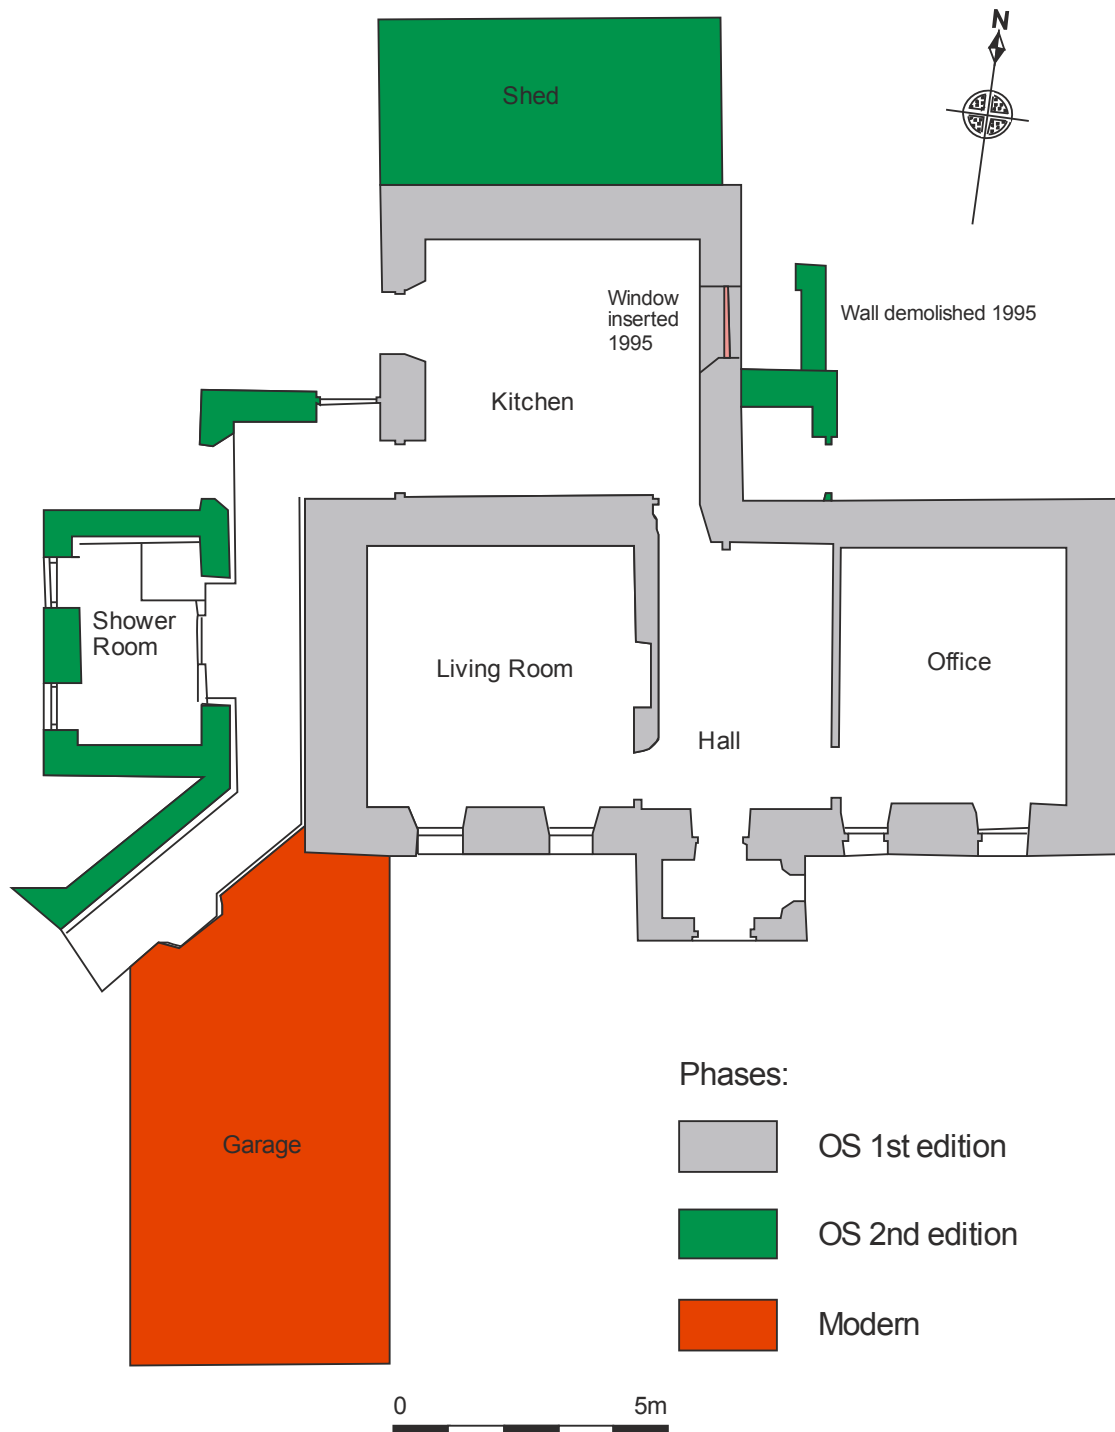 N
Shed
Window
inserted
1995
Wall demolished 1995
Kitchen
Shower
Room
Living Room
Office
Hall
Garage
Phases:
OS 1st edition
OS 2nd edition
Modern
0
5m